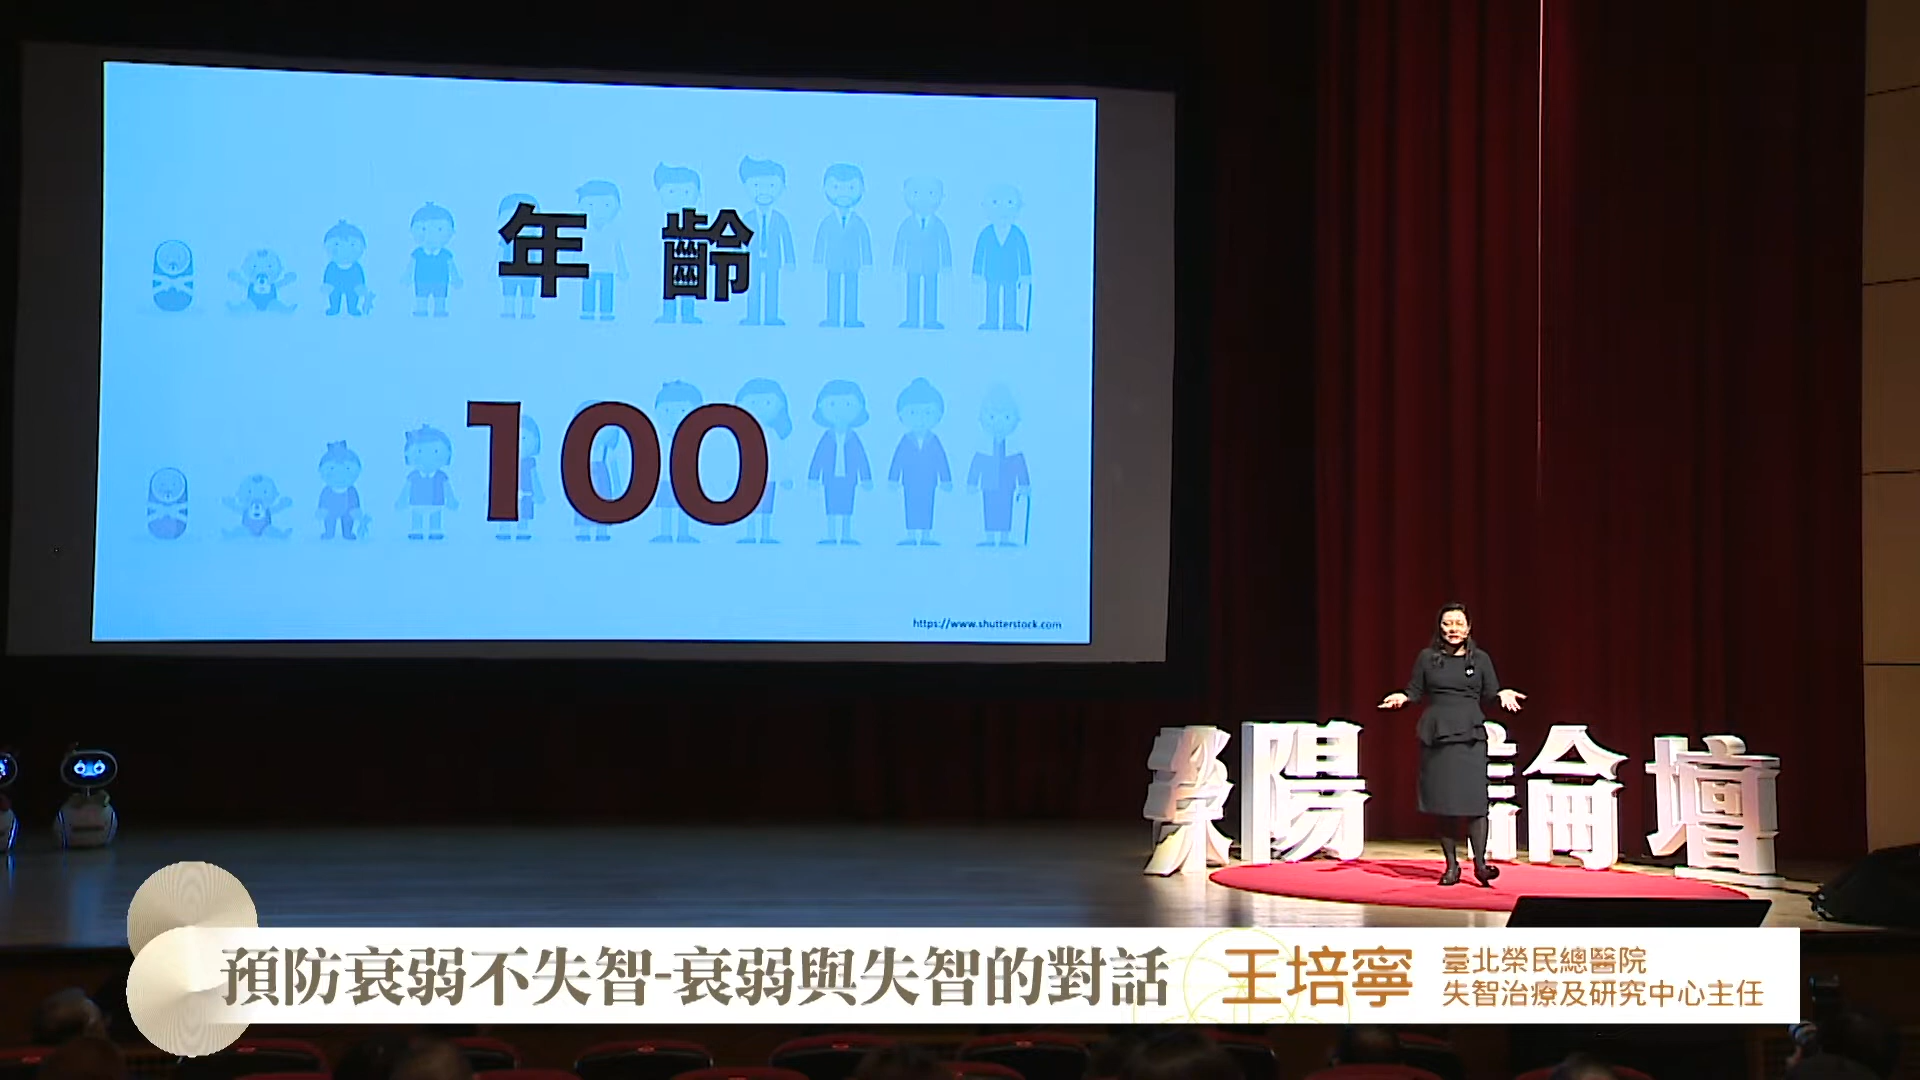 年齡
100
https://www.shutterstock.com
榮陽論壇
預防衰弱不失智-衰弱與失智的對話
王培寧
臺北榮民總醫院
失智治療及研究中心主任